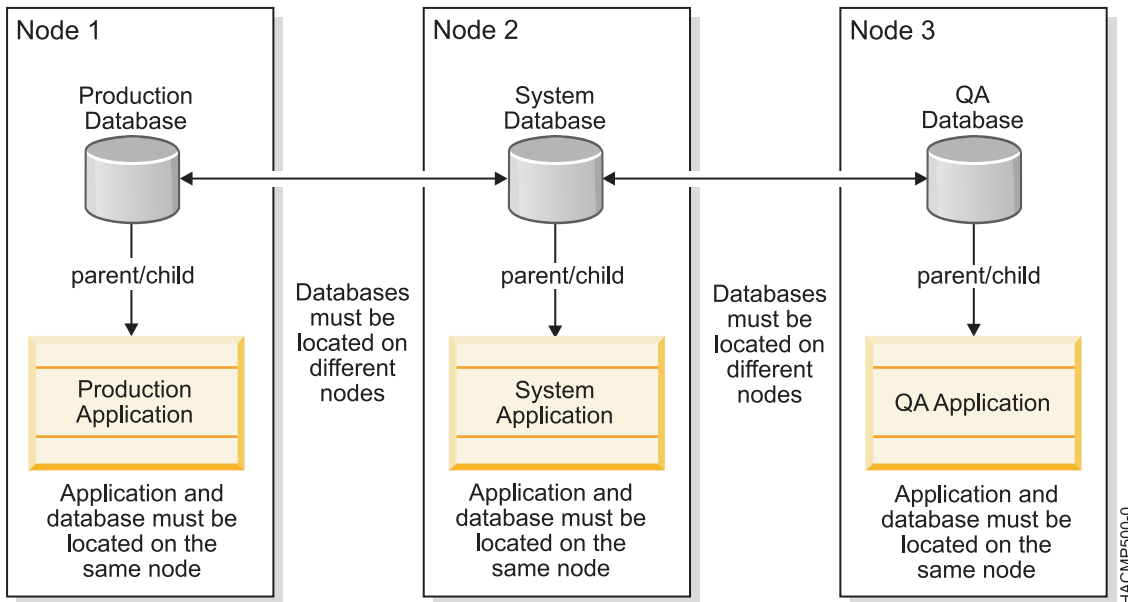 Node 1
Production
Database
parent/child
Production
Application
Application and
database must be
located on the
same node
Databases
must be
located on
different
nodes
Node 2
System
Database
parent/child
System
Application
Application and
database must be
located on the
same node
Databases
must be
located on
different
nodes
Node 3
QA
Database
parent/child
QA Application
Application and
database must be
located on the
same node
HACMP500-0